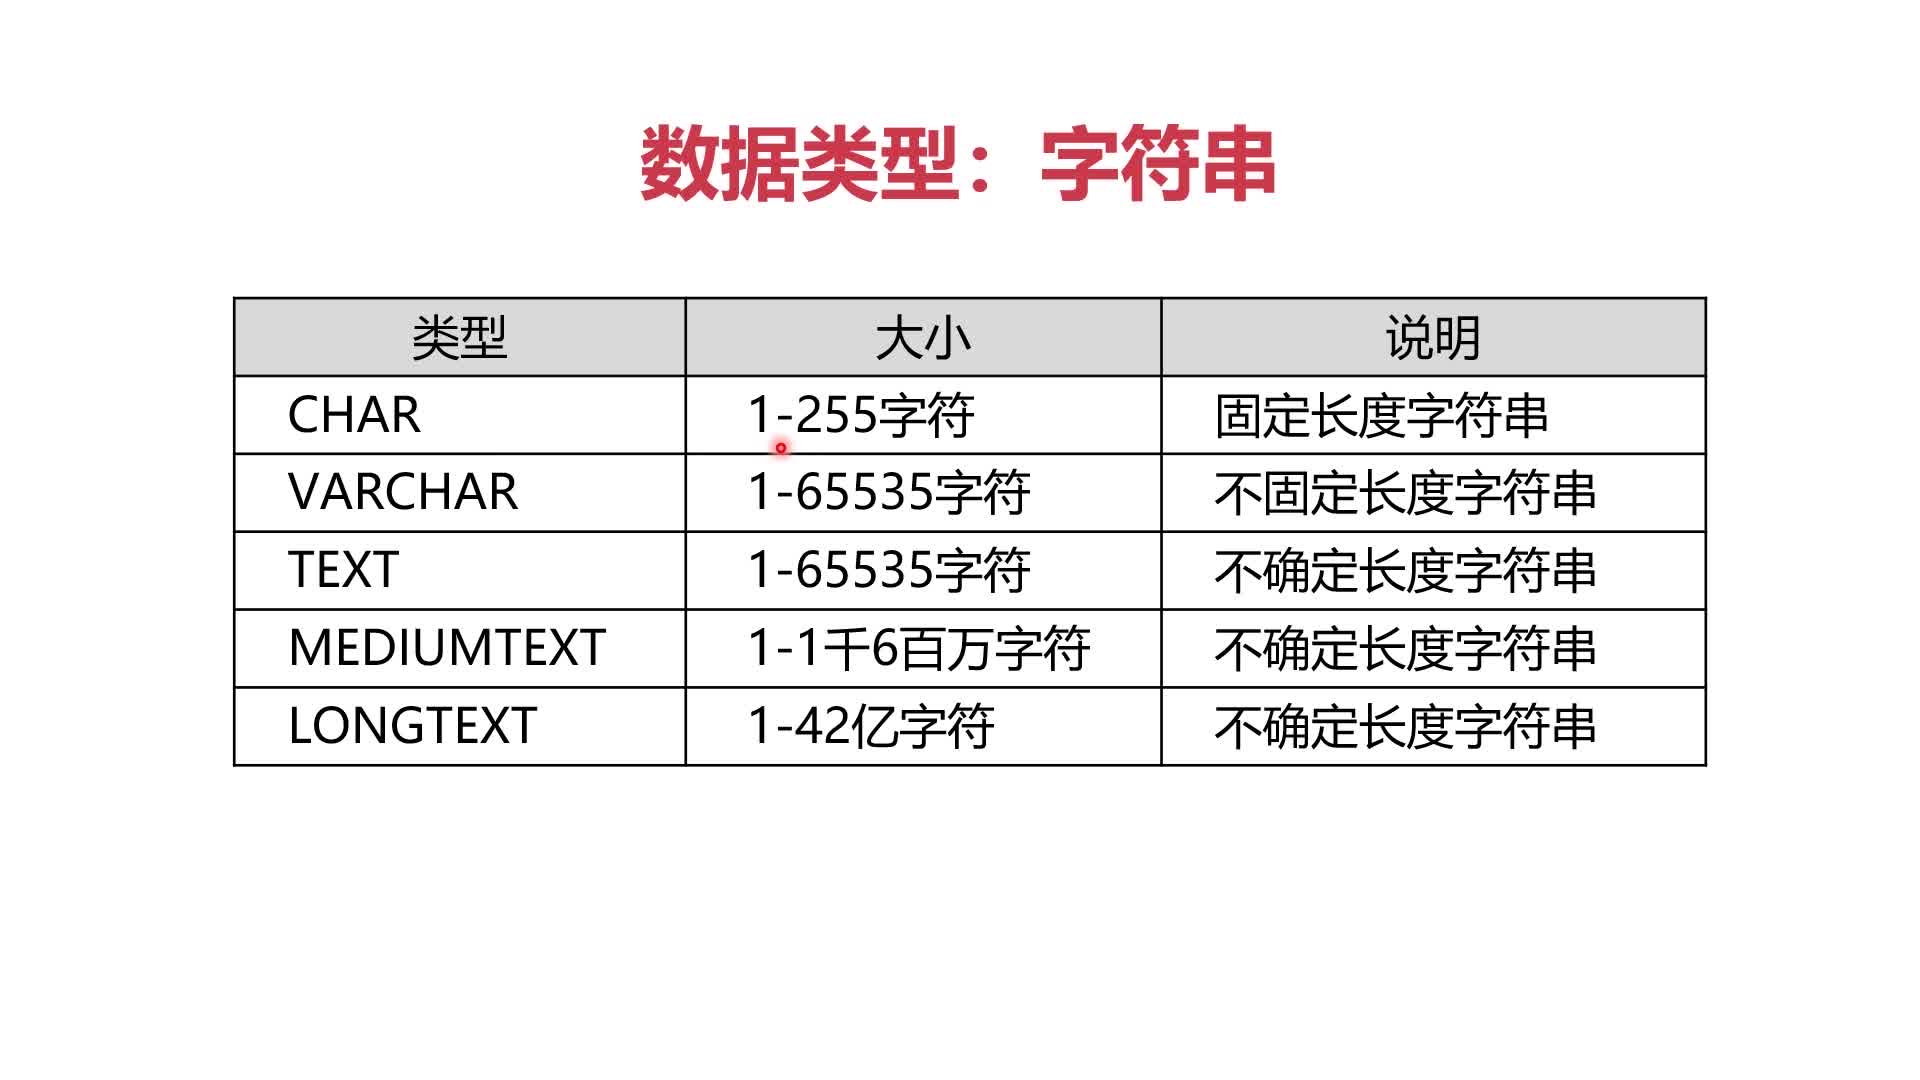 数据类型：字符串
类型 大小 说明
CHAR 1-255字符 固定长度字符串
VARCHAR 1-65535字符 不固定长度字符串
TEXT 1-65535字符 不确定长度字符串
MEDIUMTEXT 1-1千6百万字符 不确定长度字符串
LONGTEXT 1-42亿字符 不确定长度字符串